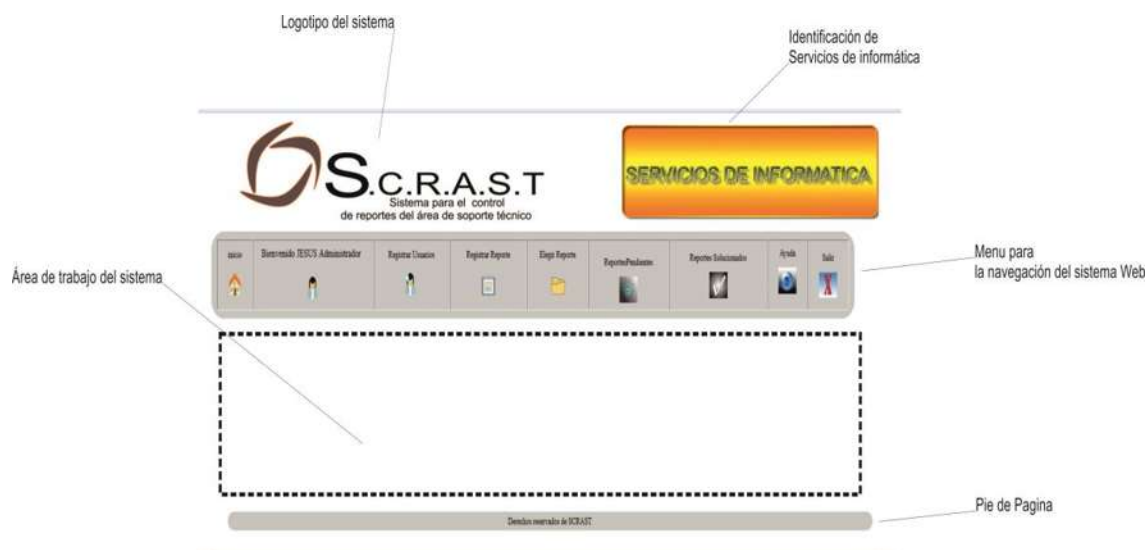 Logotipo del sistema
Identificación de
Servicios de informática
S.C.R.A.S.T
Sistema para el control
de reportes del área de soporte técnico
SERVICIOS DE INFORMATICA
inicio
Bienvenido JESUS Administrador
Registrar Usuarios
Registrar Reporte
Elegir Reporte
ReportesPendientes
Reportes Solucionados
Ayuda
Salir
Menu para
la navegación del sistema Web
Área de trabajo del sistema
Derechos reservados de SCRAST
Pie de Pagina